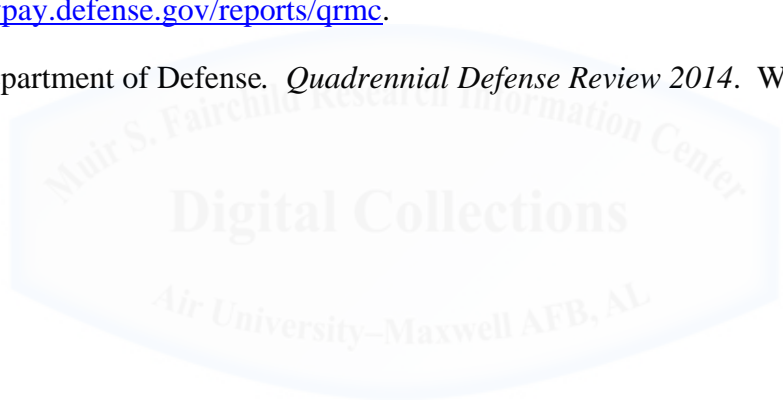 pay.defense.gov/reports/qrmc.
partment of Defense. Quadrennial Defense Review 2014. W
Muir S. Fairchild Research Information Center
Digital Collections
Air University–Maxwell AFB, AL